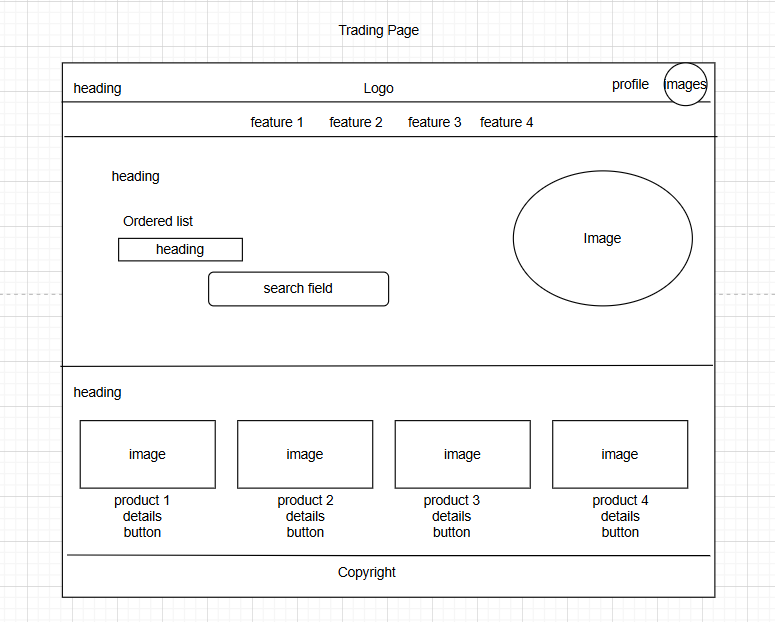 Trading Page
heading Logo profile images
feature 1 feature 2 feature 3 feature 4
heading
Ordered list
heading
search field
Image
heading
image image image image
product 1 product 2 product 3 product 4
details details details details
button button button button
Copyright